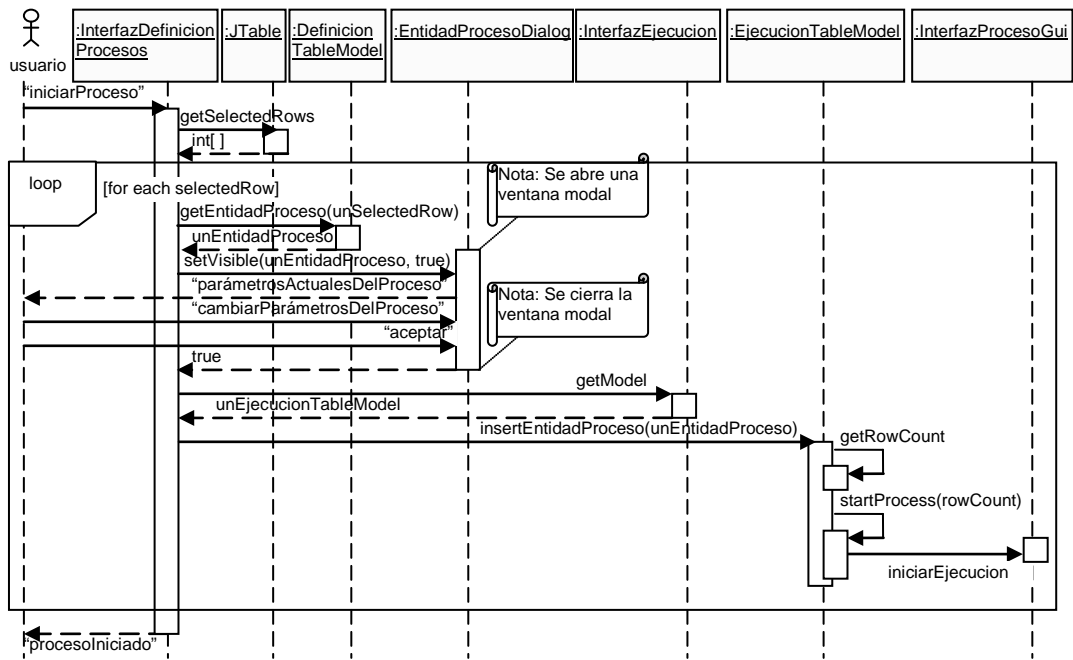 :InterfazDefinicion
Procesos
:JTable
:Definicion
TableModel
:EntidadProcesoDialog
:InterfazEjecucion
:EjecucionTableModel
:InterfazProcesoGui
usuario
“iniciarProceso”
getSelectedRows
int[ ]
loop
[for each selectedRow]
Nota: Se abre una
ventana modal
getEntidadProceso(unSelectedRow)
unEntidadProceso
setVisible(unEntidadProceso, true)
“parámetrosActualesDelProceso”
“cambiarParámetrosDelProceso”
Nota: Se cierra la
ventana modal
“aceptar”
true
getModel
unEjecucionTableModel
insertEntidadProceso(unEntidadProceso)
getRowCount
startProcess(rowCount)
iniciarEjecucion
“procesoIniciado”